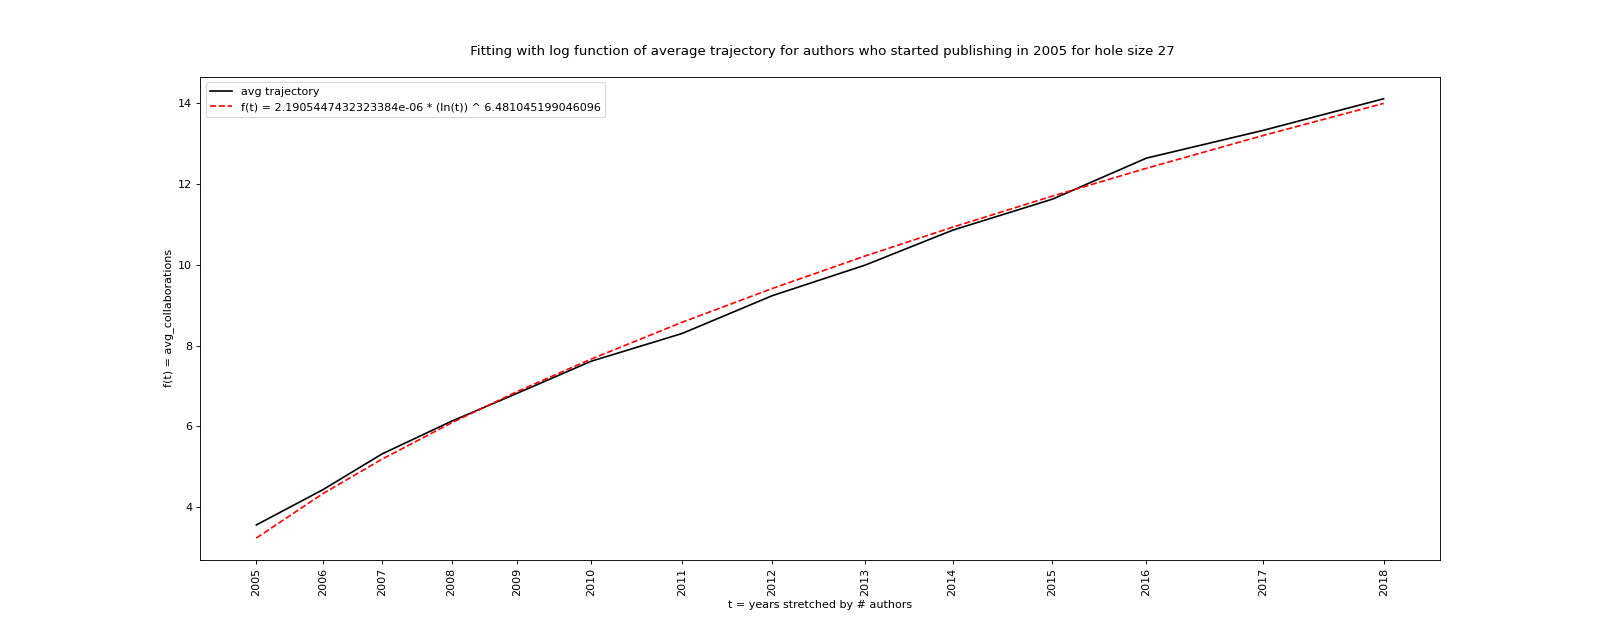 Fitting with log function of average trajectory for authors who started publishing in 2005 for hole size 27
avg trajectory
f(t) = 2.1905447432323384e-06 * (ln(t)) ^ 6.481045199046096
14
12
10
8
6
4
f(t) = avg_collaborations
2005 2006 2007 2008 2009 2010 2011 2012 2013 2014 2015 2016 2017 2018
t = years stretched by # authors